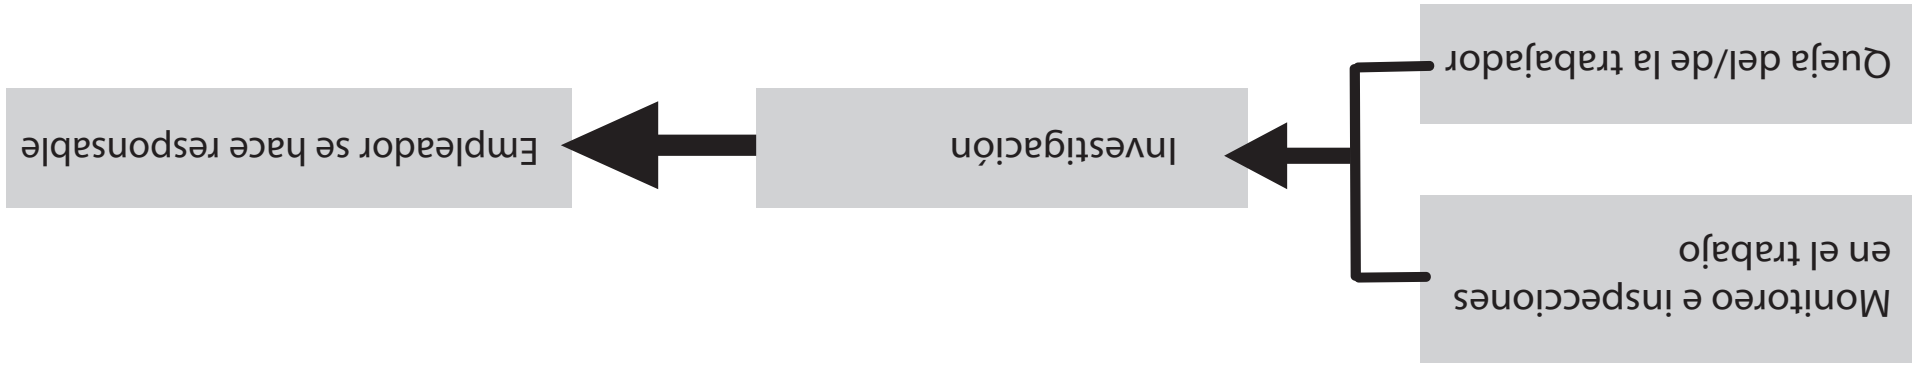 Monitoreo e inspecciones
en el trabajo
Queja del/de la trabajador
Investigación
Empleador se hace responsable